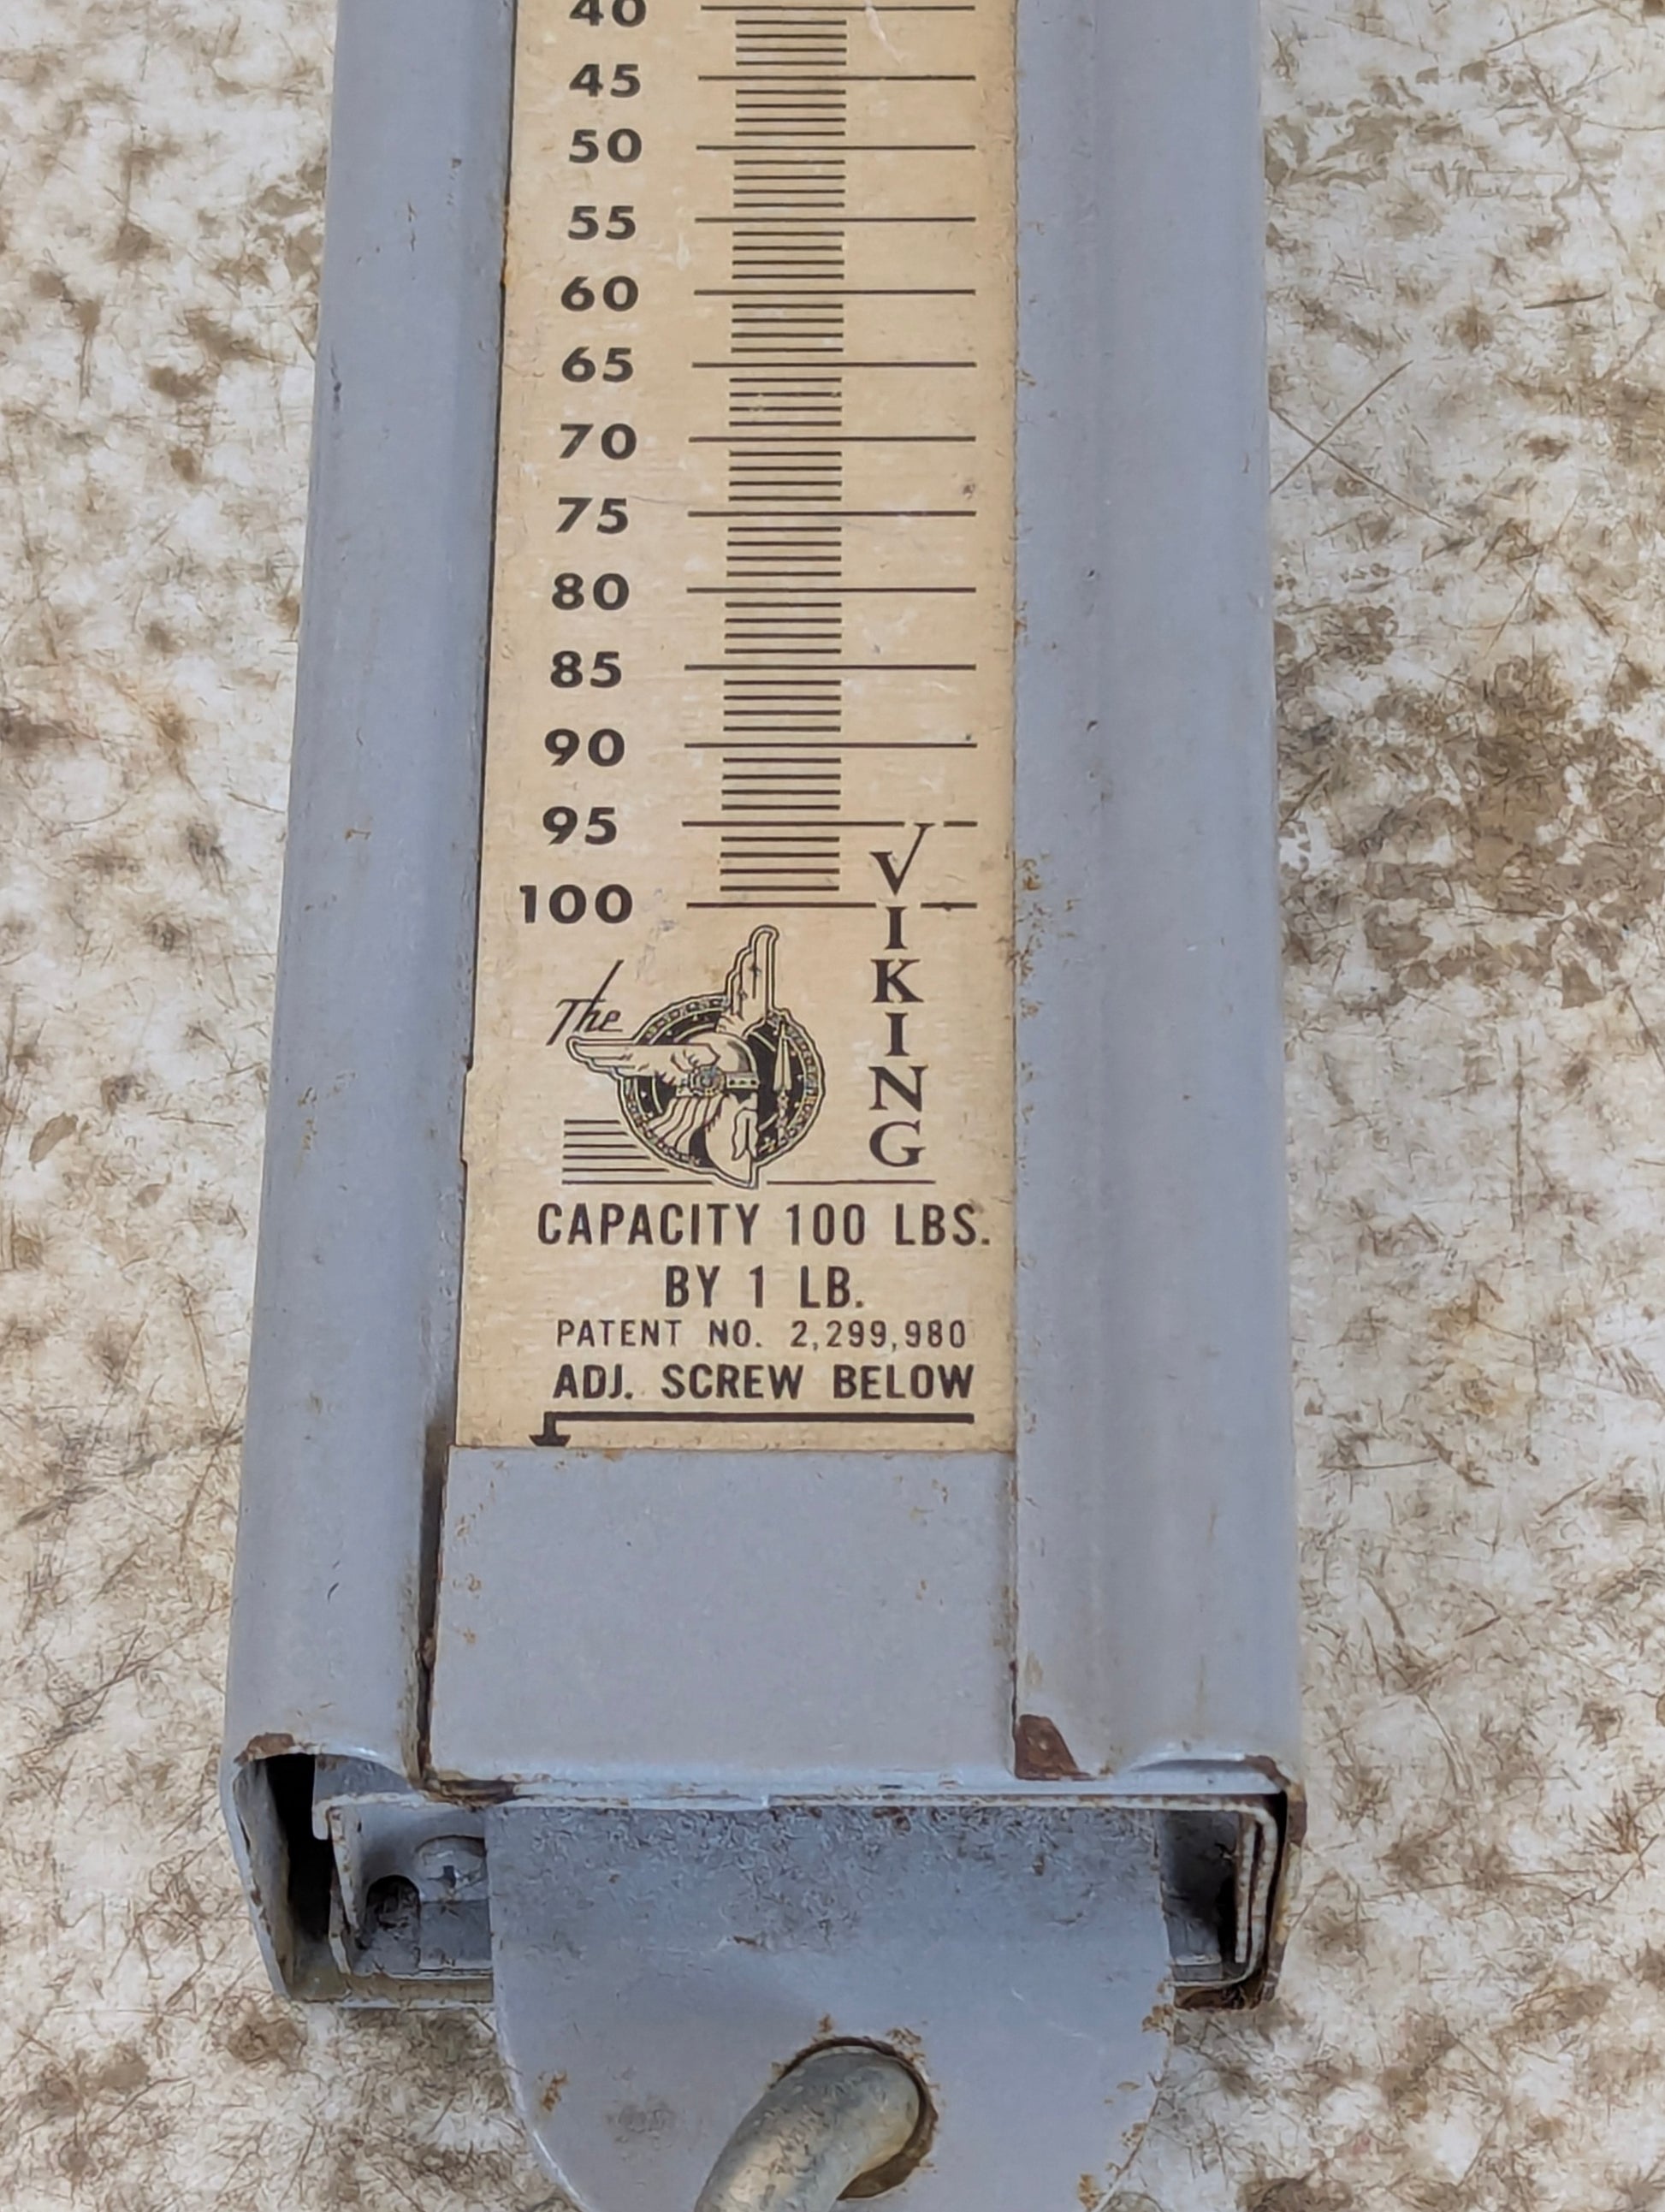 40
45
50
55
60
65
70
75
80
85
90
95
100
The VIKING
CAPACITY 100 LBS.
BY 1 LB.
PATENT NO. 2,299,980
ADJ. SCREW BELOW